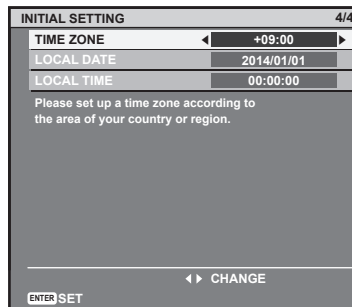 INITIAL SETTING 4/4
TIME ZONE ◀ +09:00 ▶
LOCAL DATE 2014/01/01
LOCAL TIME 00:00:00
Please set up a time zone according to
the area of your country or region.
◀▶ CHANGE
ENTER SET